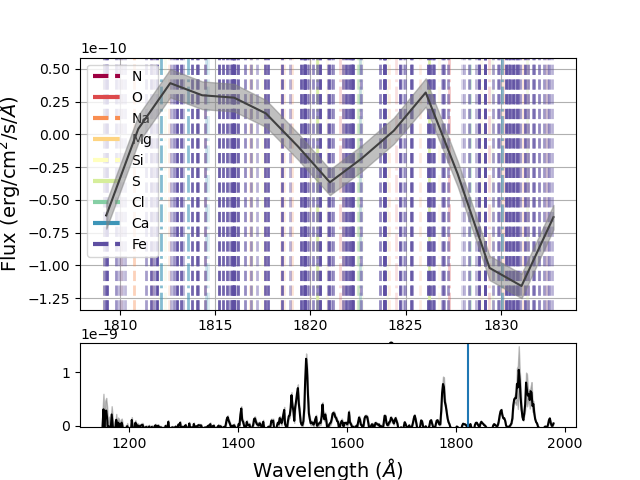 1e−10
0.50
0.25
0.00
−0.25
−0.50
−0.75
−1.00
−1.25
Flux (erg/cm²/s/Å)
N
O
Na
Mg
Si
S
Cl
Ca
Fe
1810 1815 1820 1825 1830
1e−9
1
0
1200 1400 1600 1800 2000
Wavelength (Å)